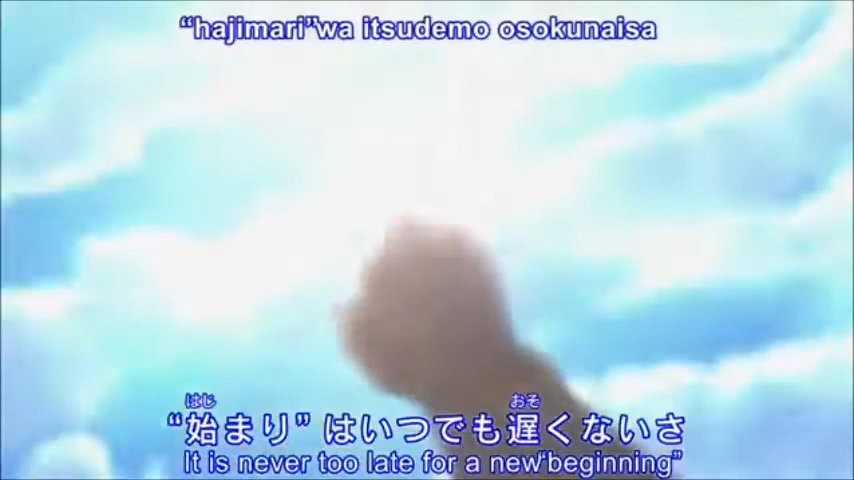 “hajimari”wa itsudemo osokunaisa
はじ おそ
“始まり” はいつでも遅くないさ
It is never too late for a new“beginning”